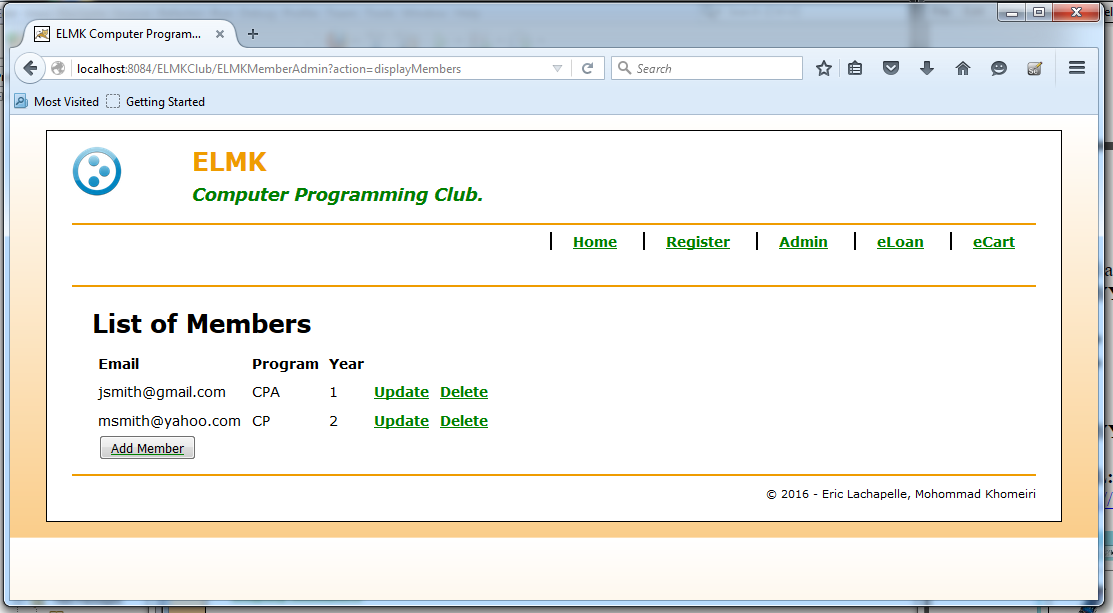 ELMK Computer Program...
localhost:8084/ELMKClub/ELMKMemberAdmin?action=displayMembers
Search
Most Visited
Getting Started
ELMK
Computer Programming Club.
Home Register Admin eLoan eCart
List of Members
Email Program Year
jsmith@gmail.com CPA 1 Update Delete
msmith@yahoo.com CP 2 Update Delete
Add Member
© 2016 - Eric Lachapelle, Mohommad Khomeiri